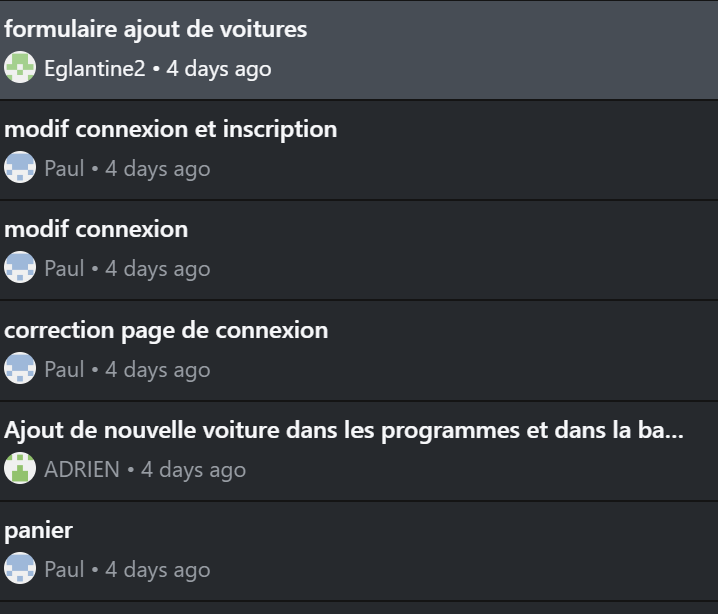 formulaire ajout de voitures
Eglantine2 • 4 days ago
modif connexion et inscription
Paul • 4 days ago
modif connexion
Paul • 4 days ago
correction page de connexion
Paul • 4 days ago
Ajout de nouvelle voiture dans les programmes et dans la ba...
ADRIEN • 4 days ago
panier
Paul • 4 days ago